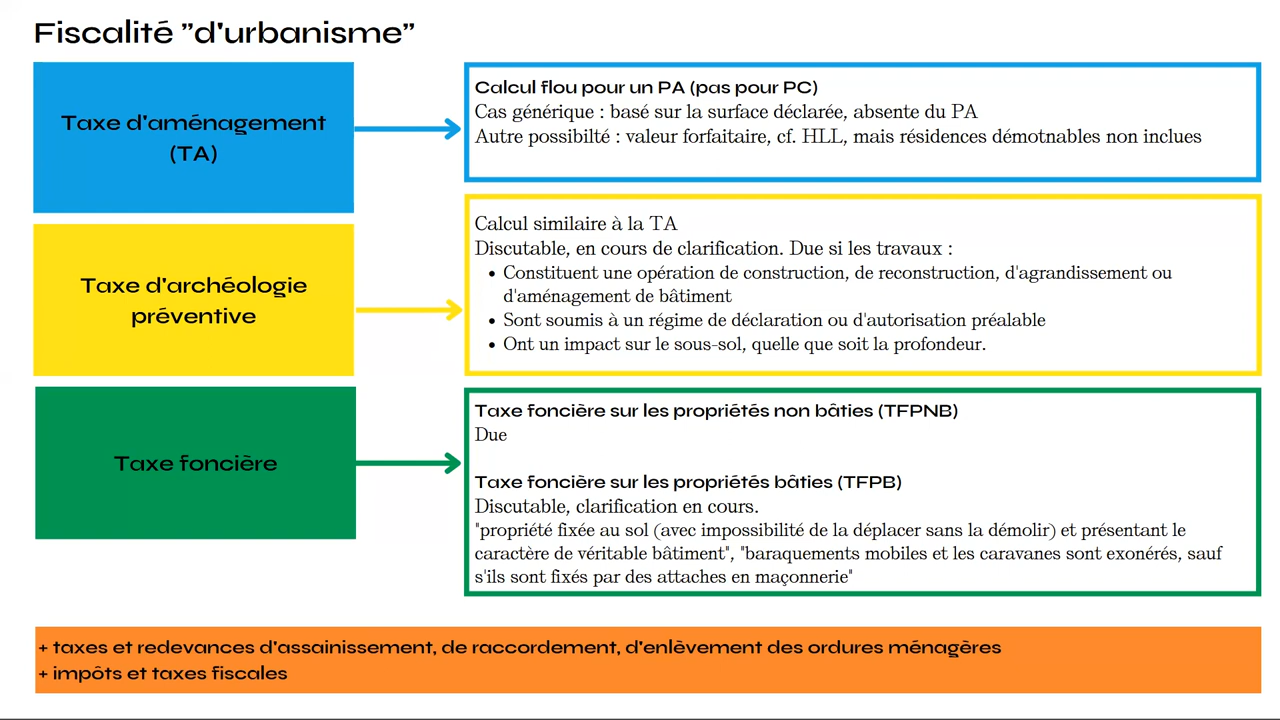 Fiscalité ”d'urbanisme”
Taxe d'aménagement
(TA)
Calcul flou pour un PA (pas pour PC)
Cas générique : basé sur la surface déclarée, absente du PA
Autre possibilté : valeur forfaitaire, cf. HLL, mais résidences démotnables non inclues
Taxe d'archéologie
préventive
Calcul similaire à la TA
Discutable, en cours de clarification. Due si les travaux :
• Constituent une opération de construction, de reconstruction, d'agrandissement ou
d'aménagement de bâtiment
• Sont soumis à un régime de déclaration ou d'autorisation préalable
• Ont un impact sur le sous-sol, quelle que soit la profondeur.
Taxe foncière
Taxe foncière sur les propriétés non bâties (TFPNB)
Due
Taxe foncière sur les propriétés bâties (TFPB)
Discutable, clarification en cours.
"propriété fixée au sol (avec impossibilité de la déplacer sans la démolir) et présentant le
caractère de véritable bâtiment", "baraquements mobiles et les caravanes sont exonérés, sauf
s'ils sont fixés par des attaches en maçonnerie"
+ taxes et redevances d'assainissement, de raccordement, d'enlèvement des ordures ménagères
+ impôts et taxes fiscales